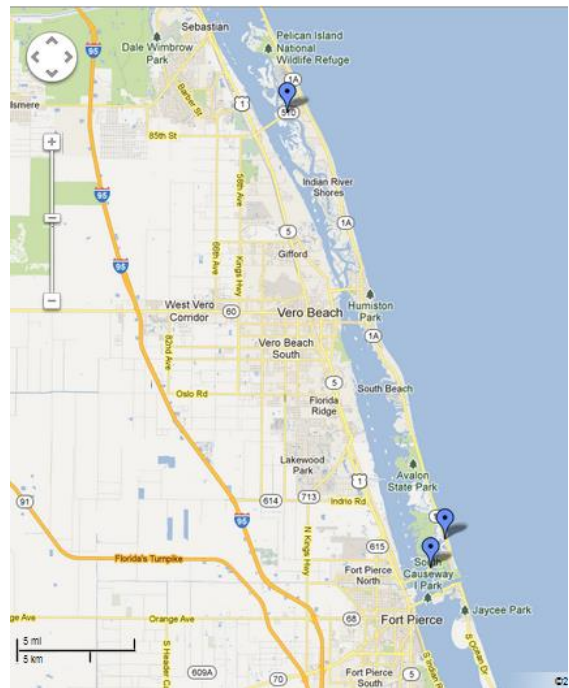 Sebastian
Pelican Island
National
Wildlife Refuge
Dale Wimbrow
Park
95
1A
1
Barber St
510
85th St
58th Ave
95
Indian River
Shores
1A
5
66th Ave
Gifford
Kings Hwy
95
Humiston
Park
West Vero
Corridor
60
Vero Beach
1A
82nd Ave
Vero Beach
South
5
South Beach
Oslo Rd
Florida
Ridge
Lakewood
Park
1
Avalon
State Park
91
614
713
Indrio Rd
95
N Kings Hwy
615
Florida's Turnpike
Fort Pierce
North
South
Causeway
Park
Orange Ave
68
Jaycee Park
Fort Pierce
5 mi
5 km
S Header C
609A
70
Fort Pierce
South
S Indian R
S Ocean Dr
©2